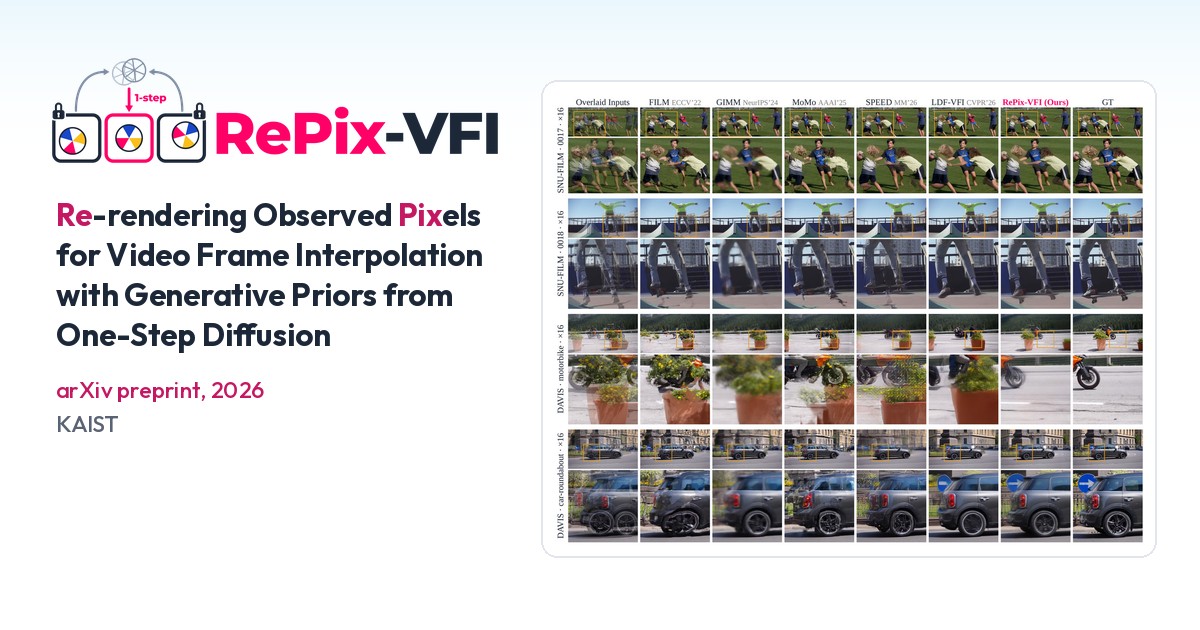 1-step
RePix-VFI
Re-rendering Observed Pixels
for Video Frame Interpolation
with Generative Priors from
One-Step Diffusion
arXiv preprint, 2026
KAIST
Overlaid Inputs
FILM ECCV'22
GIMM NeurIPS'24
MoMo AAAI'25
SPEED MM'26
LDF-VFI CVPR'26
RePix-VFI (Ours)
GT
SNU-FILM · 0017 · ×16
SNU-FILM · 0018 · ×16
DAVIS · motorbike · ×16
DAVIS · car-roundabout · ×16